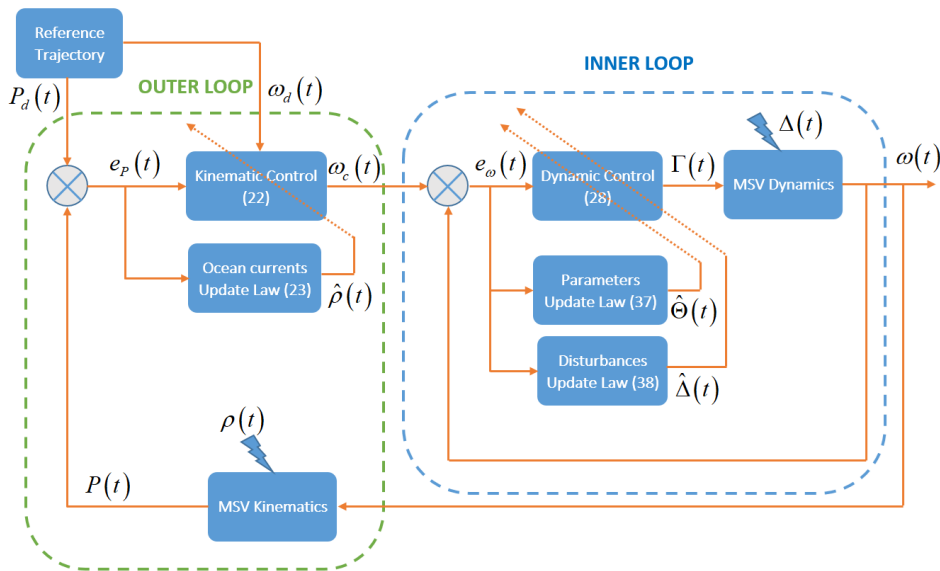 Reference
Trajectory
INNER LOOP
OUTER LOOP
P_d(t)
ω_d(t)
Δ(t)
e_P(t)
Kinematic Control
(22)
ω_c(t)
e_ω(t)
Dynamic Control
(28)
Γ(t)
MSV Dynamics
ω(t)
Ocean currents
Update Law (23)
ρ̂(t)
Parameters
Update Law (37)
Θ̂(t)
Disturbances
Update Law (38)
Δ̂(t)
ρ(t)
P(t)
MSV Kinematics